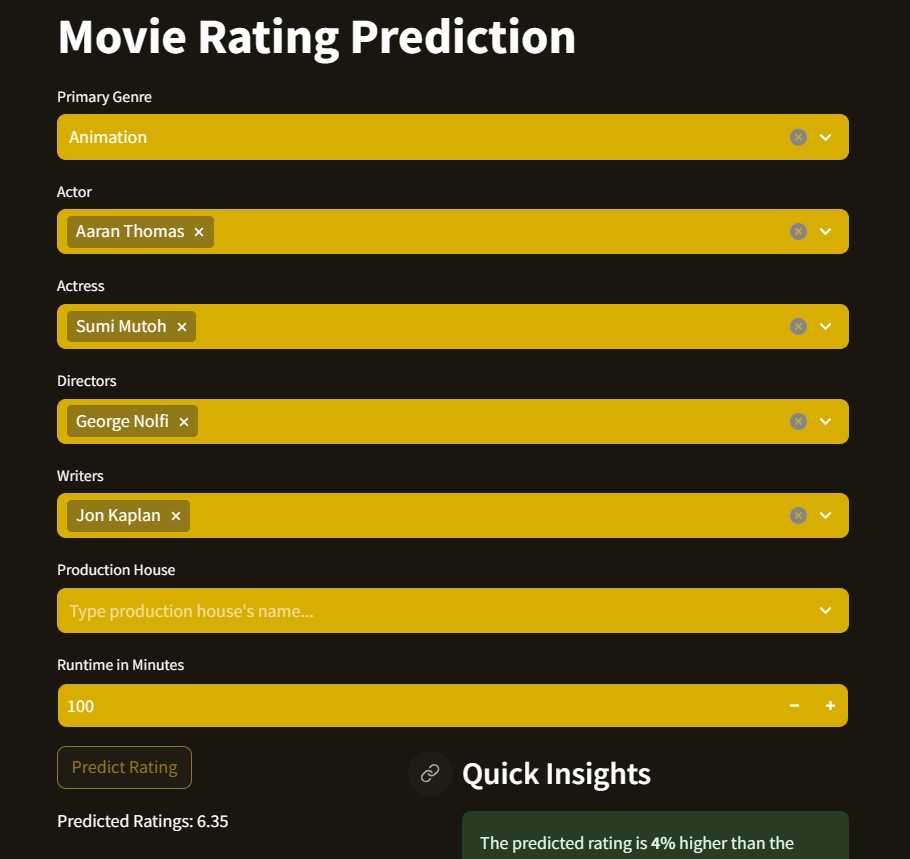 Movie Rating Prediction
Primary Genre
Animation
Actor
Aaran Thomas
Actress
Sumi Mutoh
Directors
George Nolfi
Writers
Jon Kaplan
Production House
Type production house's name...
Runtime in Minutes
100
Predict Rating
Quick Insights
Predicted Ratings: 6.35
The predicted rating is 4% higher than the